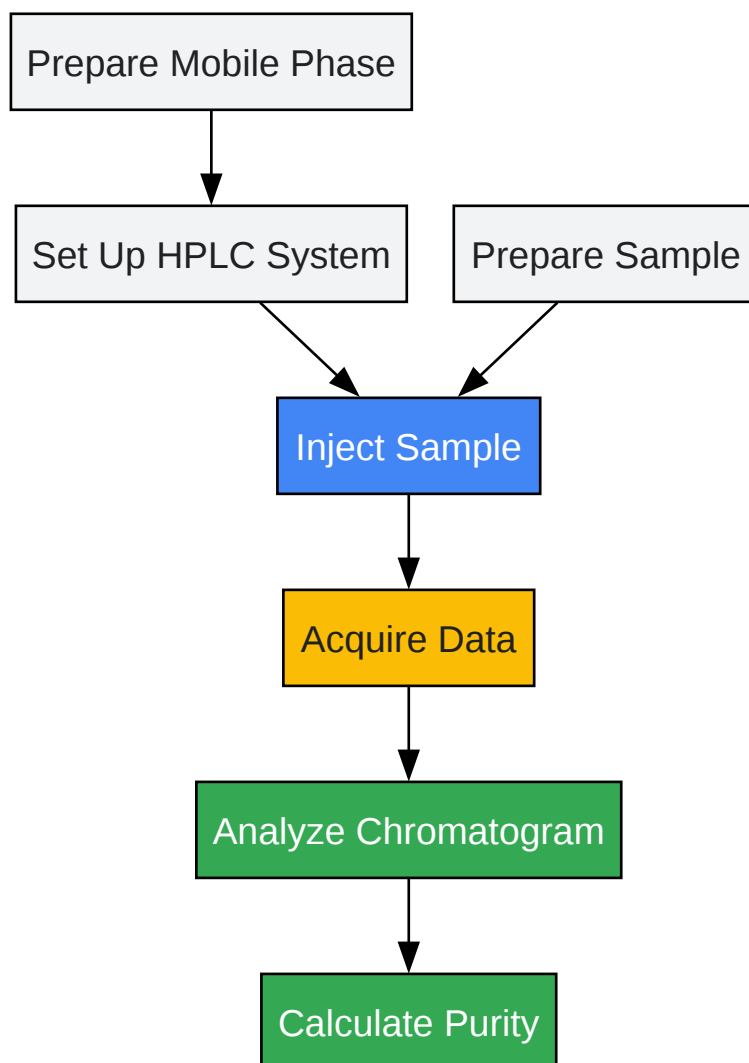 Prepare Mobile Phase
Set Up HPLC System
Prepare Sample
Inject Sample
Acquire Data
Analyze Chromatogram
Calculate Purity